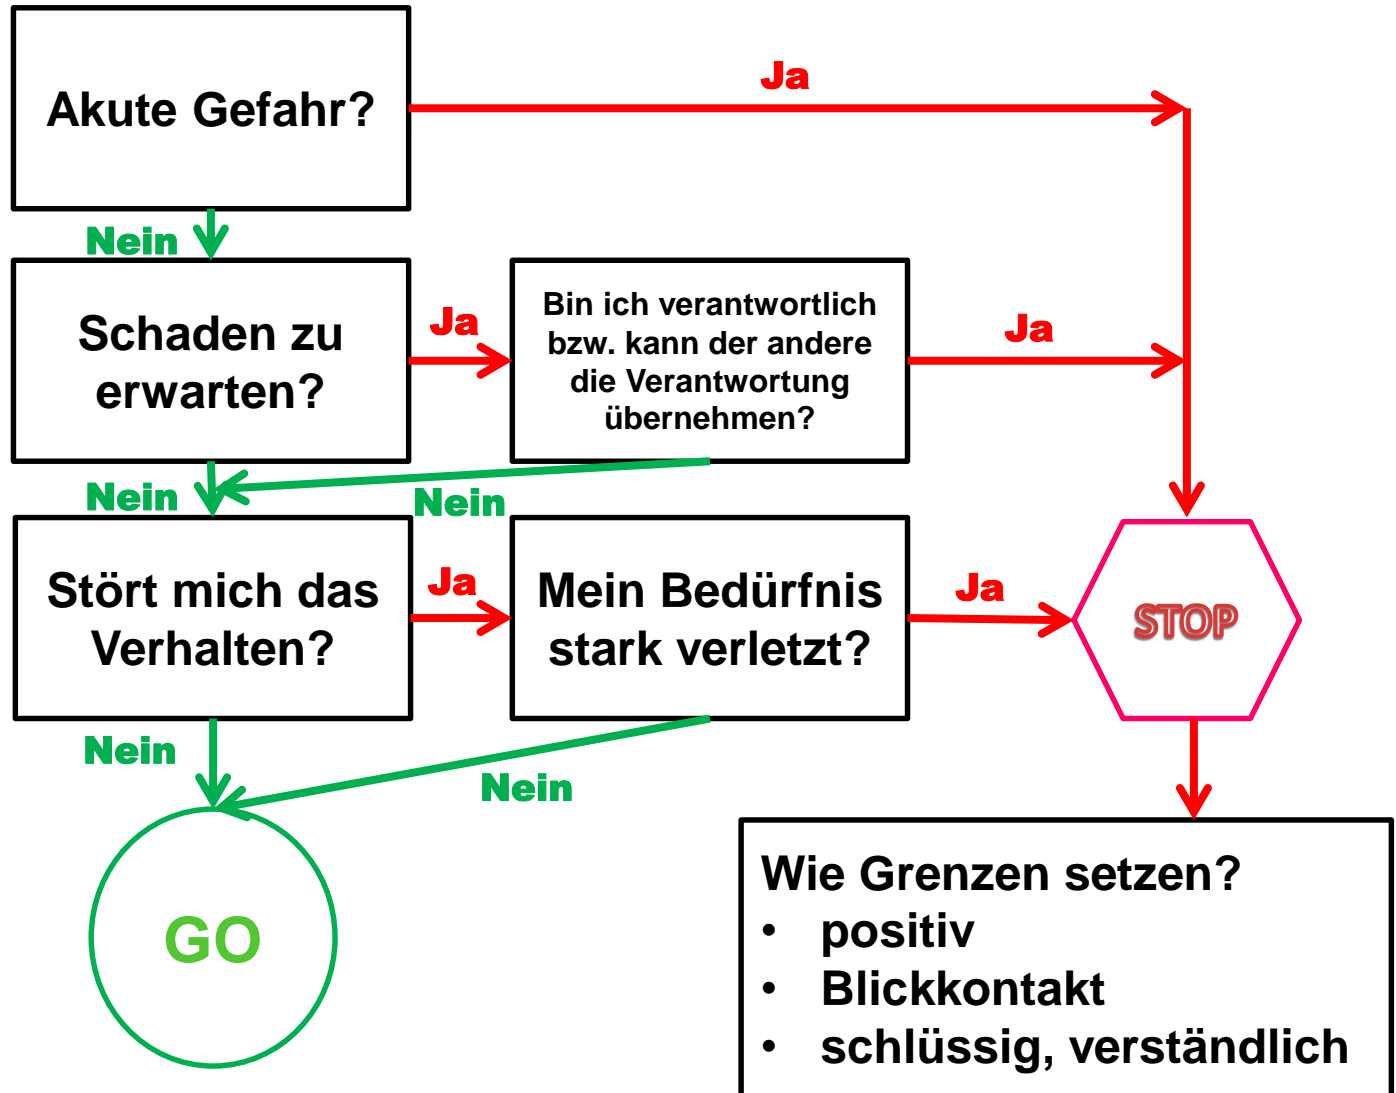 Akute Gefahr?
Ja
Nein
Schaden zu
erwarten?
Ja
Bin ich verantwortlich
bzw. kann der andere
die Verantwortung
übernehmen?
Ja
Nein
Nein
Stört mich das
Verhalten?
Ja
Mein Bedürfnis
stark verletzt?
Ja
STOP
Nein
Nein
GO
Wie Grenzen setzen?
• positiv
• Blickkontakt
• schlüssig, verständlich